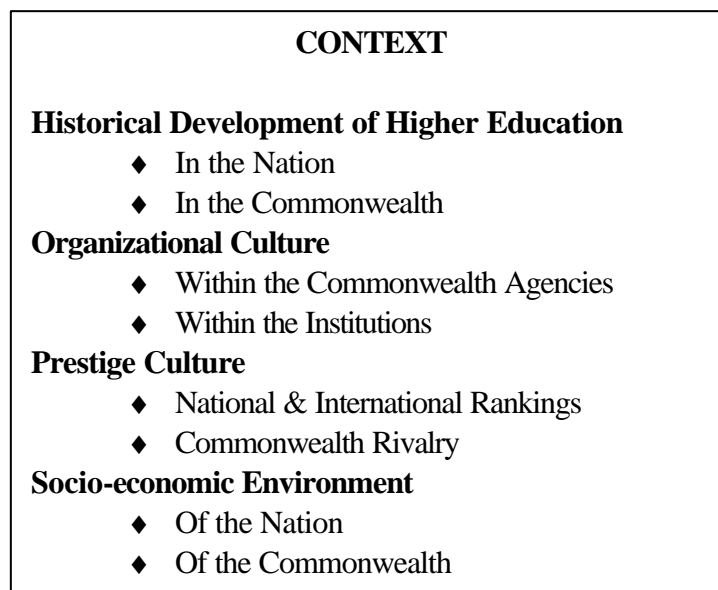 CONTEXT
Historical Development of Higher Education
♦ In the Nation
♦ In the Commonwealth
Organizational Culture
♦ Within the Commonwealth Agencies
♦ Within the Institutions
Prestige Culture
♦ National & International Rankings
♦ Commonwealth Rivalry
Socio-economic Environment
♦ Of the Nation
♦ Of the Commonwealth